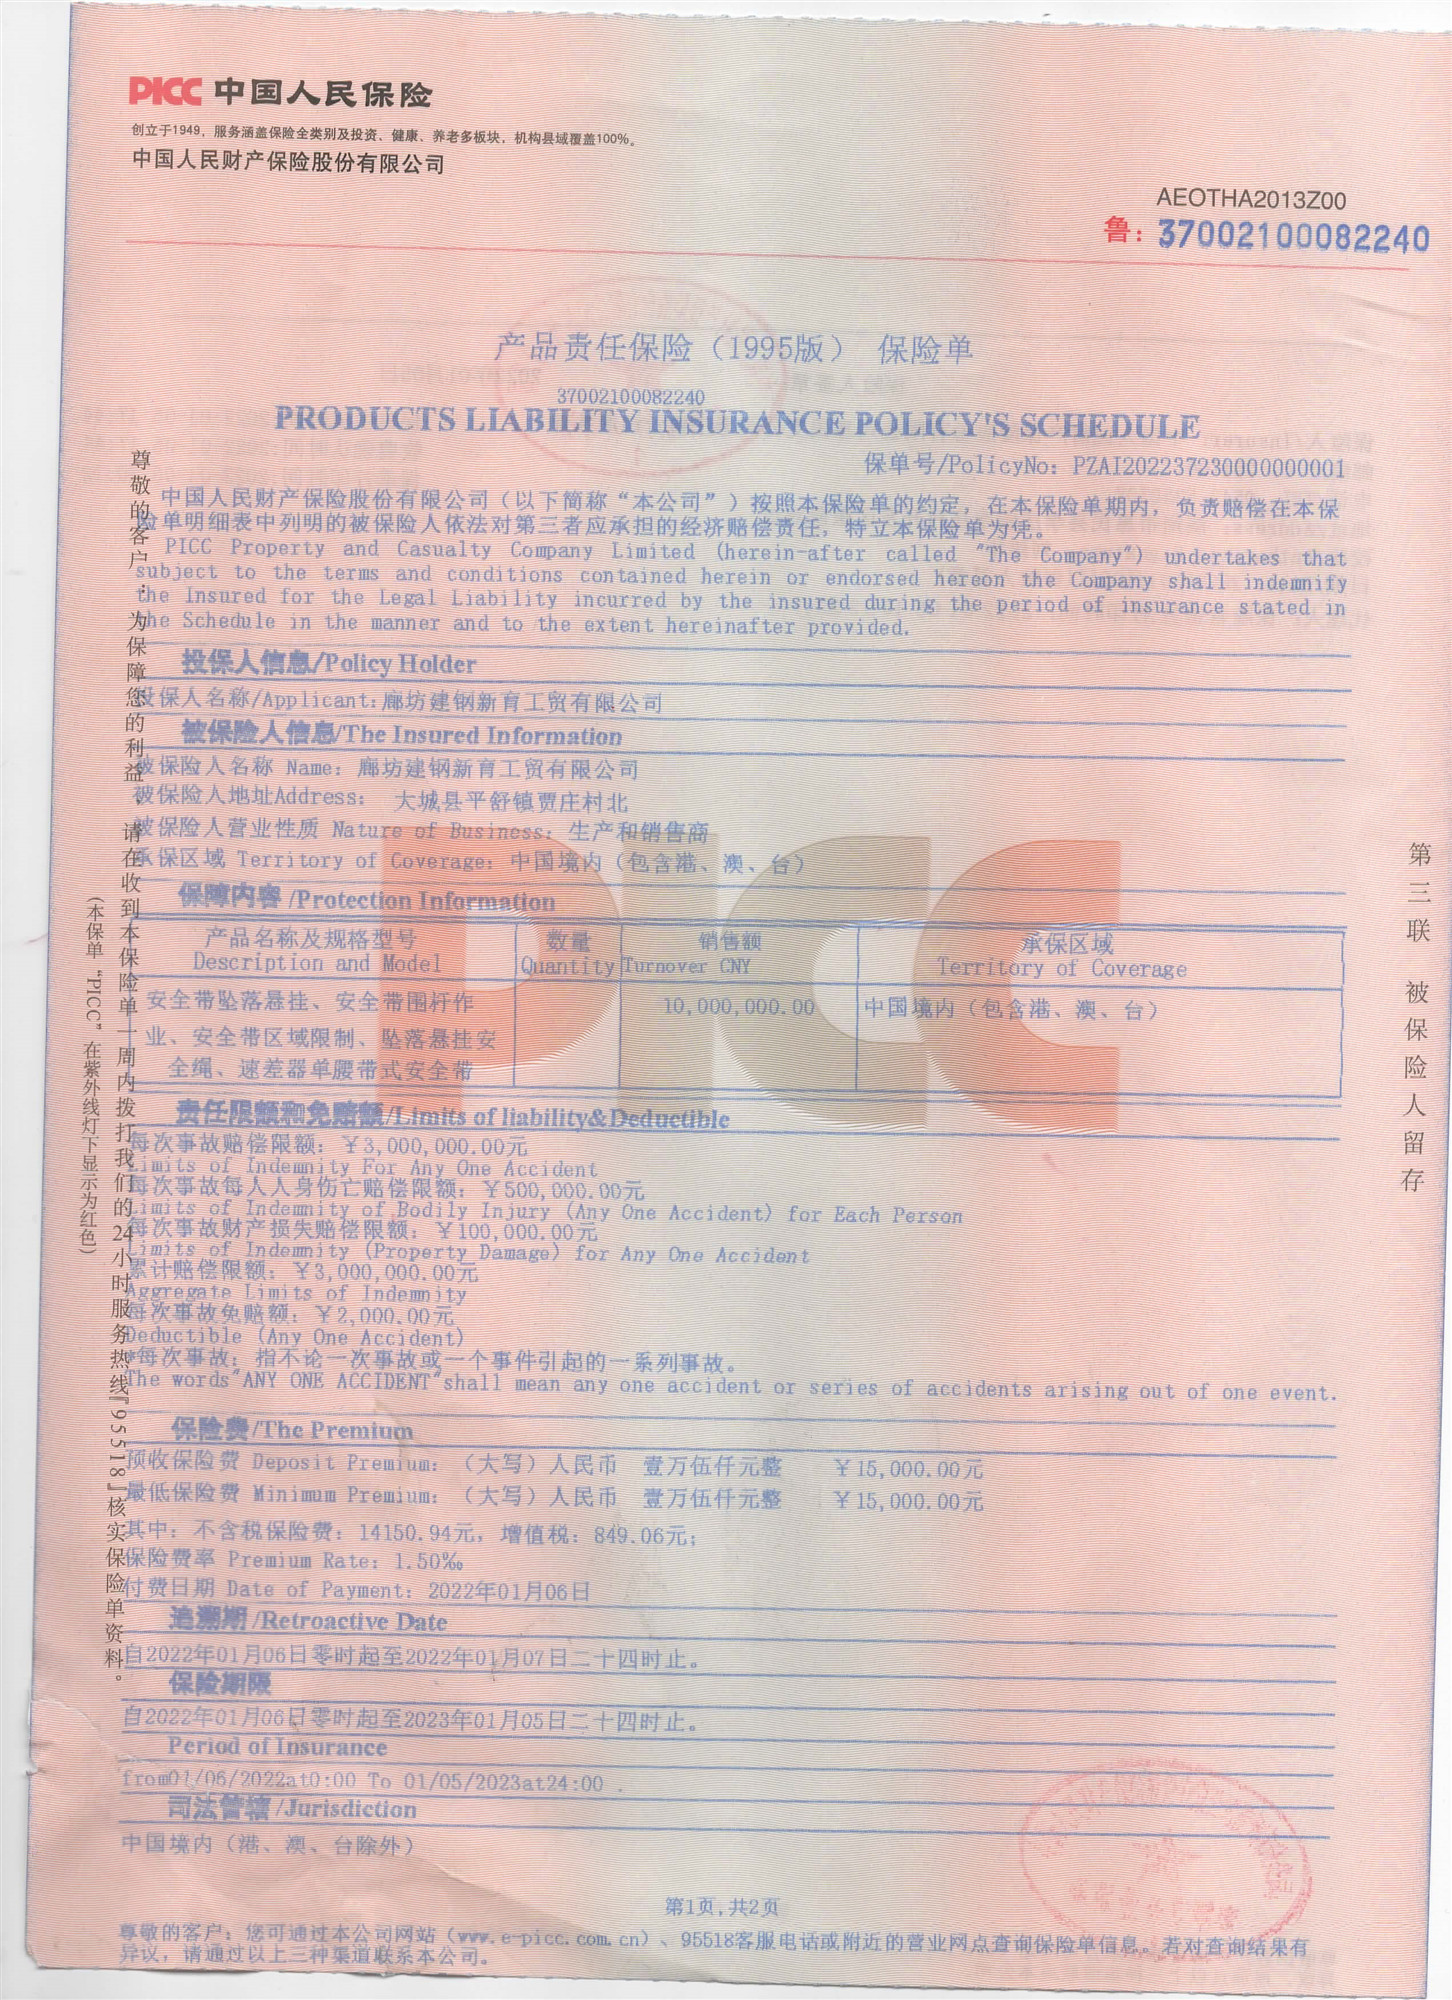 PICC 中国人民保险
创立于1949，服务涵盖保险全类别及投资、健康、养老多板块，机构县域覆盖100%。
中国人民财产保险股份有限公司
AEOTHA2013Z00
鲁：37002100082240
产品责任保险（1995版） 保险单
37002100082240
PRODUCTS LIABILITY INSURANCE POLICY'S SCHEDULE
保单号/PolicyNo：PZAI202237230000000001
中国人民财产保险股份有限公司（以下简称“本公司”）按照本保险单的约定，在本保险单期内，负责赔偿在本保
险单明细表中列明的被保险人依法对第三者应承担的经济赔偿责任，特立本保险单为凭。
PICC Property and Casualty Company Limited (herein-after called "The Company") undertakes that
subject to the terms and conditions contained herein or endorsed hereon the Company shall indemnify
the Insured for the Legal Liability incurred by the insured during the period of insurance stated in
the Schedule in the manner and to the extent hereinafter provided.
投保人信息/Policy Holder
投保人名称/Applicant：廊坊建钢新育工贸有限公司
被保险人信息/The Insured Information
被保险人名称 Name：廊坊建钢新育工贸有限公司
被保险人地址Address： 大城县平舒镇贾庄村北
被保险人营业性质 Nature of Business：生产和销售商
承保区域 Territory of Coverage：中国境内（包含港、澳、台）
保障内容 /Protection Information
产品名称及规格型号 数量 销售额 承保区域
Description and Model Quantity Turnover CNY Territory of Coverage
安全带坠落悬挂、安全带围杆作 10,000,000.00 中国境内（包含港、澳、台）
业、安全带区域限制、坠落悬挂安
全绳、速差器单腰带式安全带
责任限额和免赔额/Limits of liability&Deductible
每次事故赔偿限额：￥3,000,000.00元
Limits of Indemnity For Any One Accident
每次事故每人人身伤亡赔偿限额：￥500,000.00元
Limits of Indemnity of Bodily Injury (Any One Accident) for Each Person
每次事故财产损失赔偿限额：￥100,000.00元
Limits of Indemnity (Property Damage) for Any One Accident
累计赔偿限额：￥3,000,000.00元
Aggregate Limits of Indemnity
每次事故免赔额：￥2,000.00元
Deductible (Any One Accident)
*每次事故：指不论一次事故或一个事件引起的一系列事故。
The words"ANY ONE ACCIDENT"shall mean any one accident or series of accidents arising out of one event.
保险费/The Premium
预收保险费 Deposit Premium：（大写）人民币 壹万伍仟元整 ￥15,000.00元
最低保险费 Minimum Premium：（大写）人民币 壹万伍仟元整 ￥15,000.00元
其中：不含税保险费：14150.94元，增值税：849.06元；
保险费率 Premium Rate：1.50‰
付费日期 Date of Payment：2022年01月06日
追溯期/Retroactive Date
自2022年01月06日零时起至2022年01月07日二十四时止。
保险期限
自2022年01月06日零时起至2023年01月05日二十四时止。
Period of Insurance
from01/06/2022at0:00 To 01/05/2023at24:00 .
司法管辖/Jurisdiction
中国境内（港、澳、台除外）
第1页,共2页
尊敬的客户：您可通过本公司网站（www.e-picc.com.cn）、95518客服电话或附近的营业网点查询保险单信息。若对查询结果有
异议，请通过以上三种渠道联系本公司。
尊敬的客户：为保障您的利益，请在收到本保险单一周内拨打我们的24小时服务热线『95518』核实保险单资料。
（本保单“PICC”在紫外线灯下显示为红色）
第三联 被保险人留存
PICC